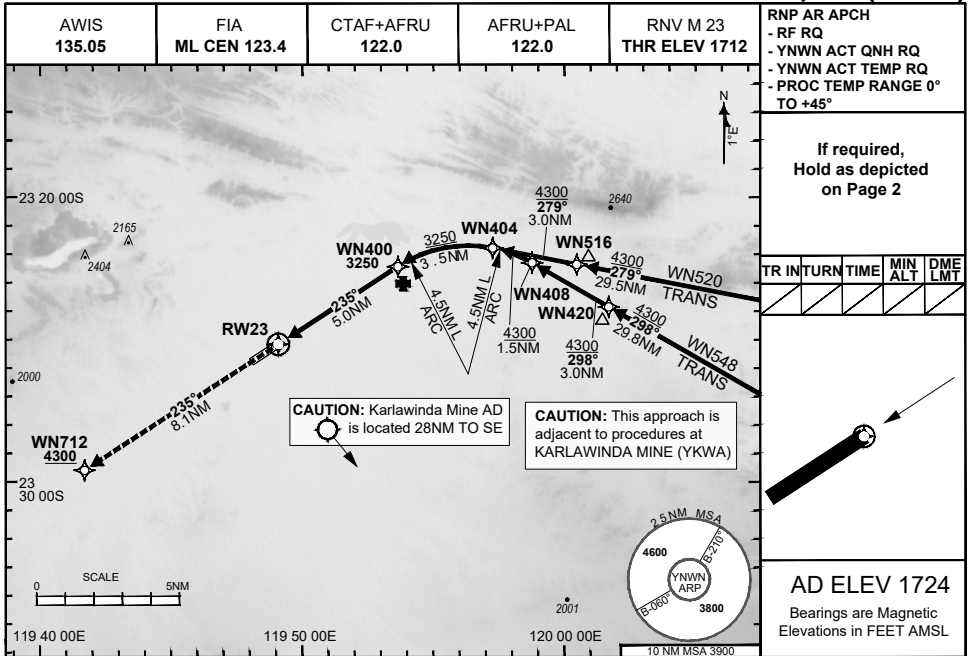 AWIS
135.05
FIA
ML CEN 123.4
CTAF+AFRU
122.0
AFRU+PAL
122.0
RNV M 23
THR ELEV 1712
RNP AR APCH
- RF RQ
- YNWN ACT QNH RQ
- YNWN ACT TEMP RQ
- PROC TEMP RANGE 0°
TO +45°
If required,
Hold as depicted
on Page 2
TR IN
TURN
TIME
MIN
ALT
DME
LMT
N
1°E
23 20 00S
2165
2404
2640
4300
279°
3.0NM
WN404
WN516
WN400
3250
3250
3.5NM
4300
279°
29.5NM
WN520
TRANS
WN408
WN420
4.5NM L
ARC
4.5NM L
ARC
4300
1.5NM
4300
298°
3.0NM
4300
298°
29.8NM
WN548
TRANS
235°
5.0NM
RW23
2000
235°
8.1NM
WN712
4300
CAUTION: Karlawinda Mine AD
is located 28NM TO SE
CAUTION: This approach is
adjacent to procedures at
KARLAWINDA MINE (YKWA)
23
30 00S
25NM MSA
B-210°
4600
YNWN
ARP
B-060°
3800
10 NM MSA 3900
SCALE
0
5NM
2001
119 40 00E
119 50 00E
120 00 00E
AD ELEV 1724
Bearings are Magnetic
Elevations in FEET AMSL